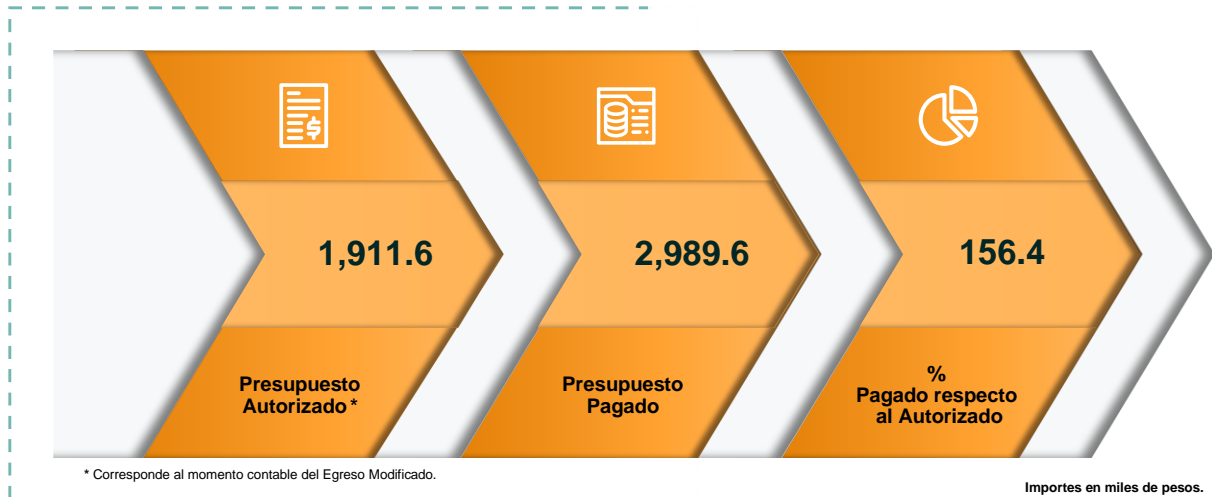 1,911.6
2,989.6
156.4
Presupuesto
Autorizado *
Presupuesto
Pagado
%
Pagado respecto
al Autorizado
* Corresponde al momento contable del Egreso Modificado.
Importes en miles de pesos.